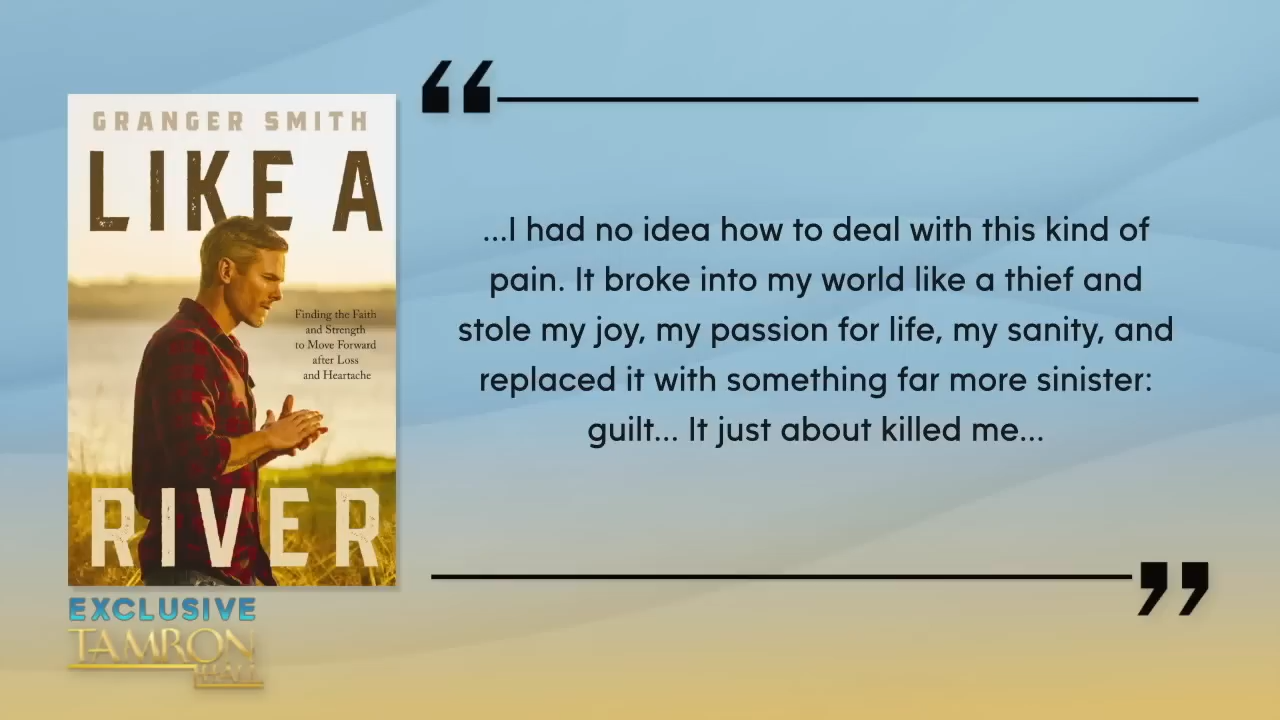 GRANGER SMITH
LIKE A
Finding the Faith
and Strength
to Move Forward
after Loss
and Heartache
RIVER
EXCLUSIVE
TAMRON
HALL
“
...I had no idea how to deal with this kind of
pain. It broke into my world like a thief and
stole my joy, my passion for life, my sanity, and
replaced it with something far more sinister:
guilt... It just about killed me...
”